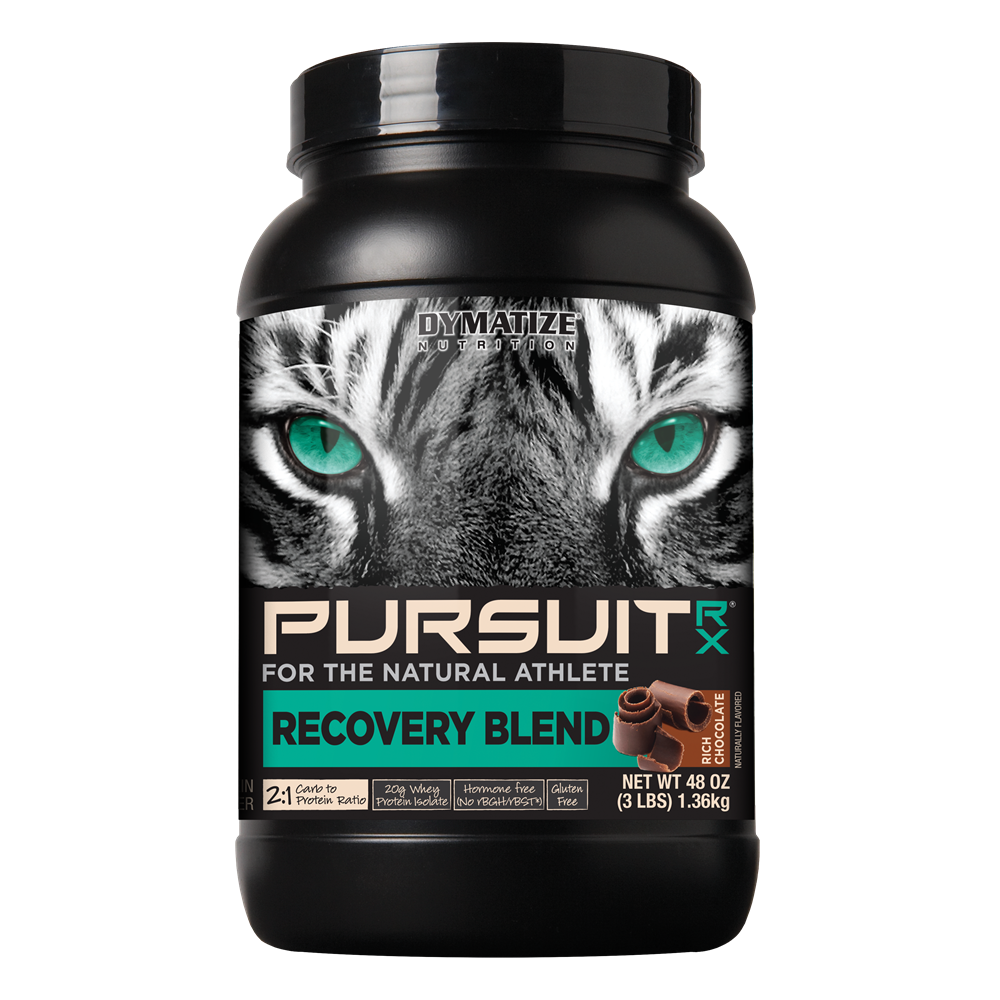 DYMATIZE®
NUTRITION
PURSUIT RX®
FOR THE NATURAL ATHLETE
RECOVERY BLEND
RICH
CHOCOLATE
NATURALLY FLAVORED
2:1 Carb to
Protein Ratio
20g Whey
Protein Isolate
Hormone free
(No rBGH/rBST*)
Gluten
Free
NET WT 48 OZ
(3 LBS) 1.36kg